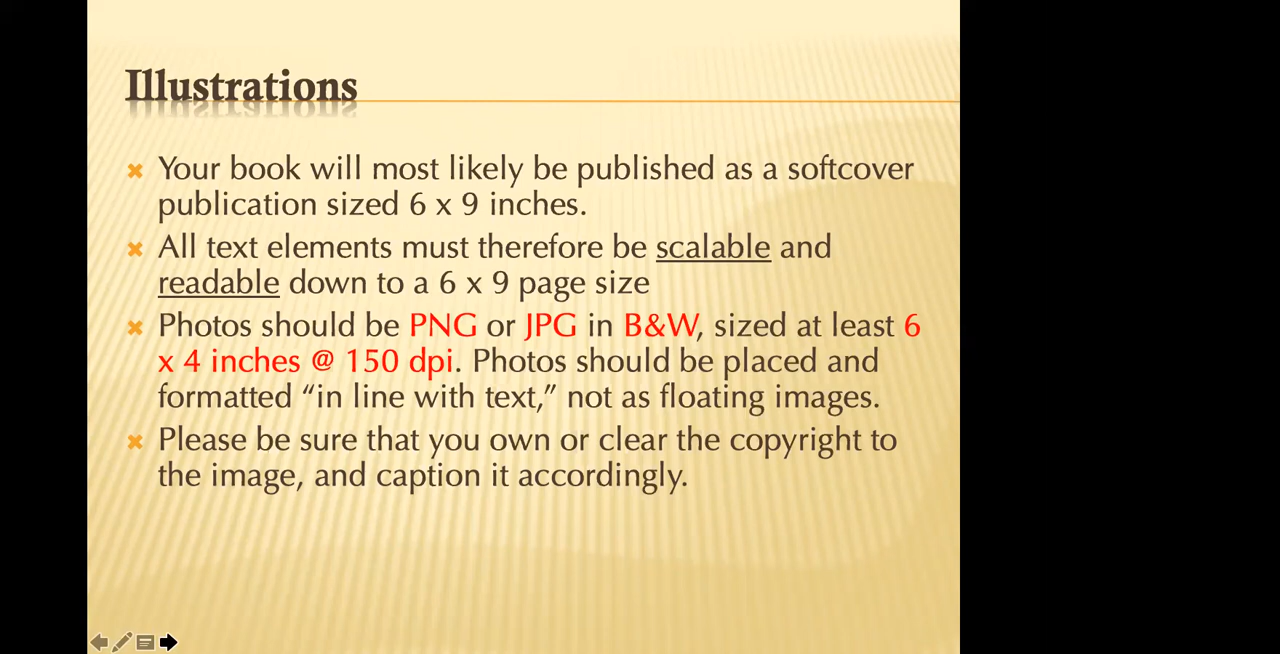 Illustrations
Your book will most likely be published as a softcover
publication sized 6 x 9 inches.
All text elements must therefore be scalable and
readable down to a 6 x 9 page size
Photos should be PNG or JPG in B&W, sized at least 6
x 4 inches @ 150 dpi. Photos should be placed and
formatted “in line with text,” not as floating images.
Please be sure that you own or clear the copyright to
the image, and caption it accordingly.